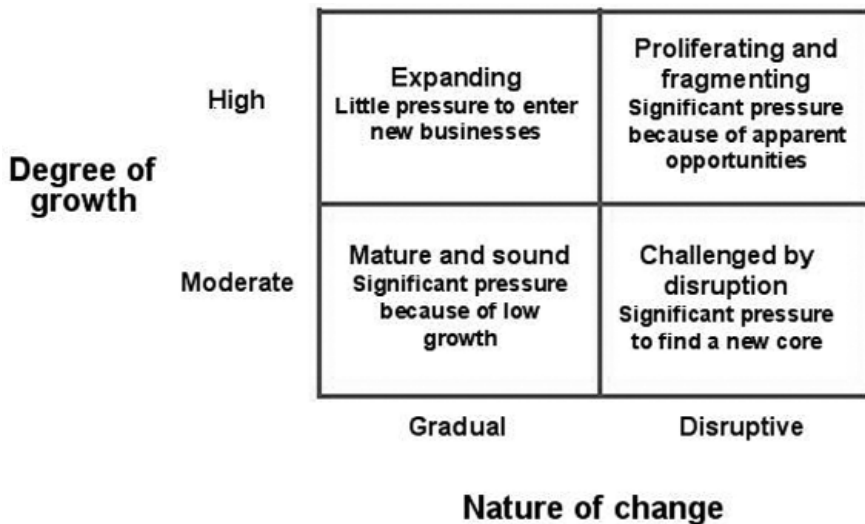 Degree of
growth
High
Expanding
Little pressure to enter
new businesses
Proliferating and
fragmenting
Significant pressure
because of apparent
opportunities
Moderate
Mature and sound
Significant pressure
because of low
growth
Challenged by
disruption
Significant pressure
to find a new core
Gradual
Disruptive
Nature of change